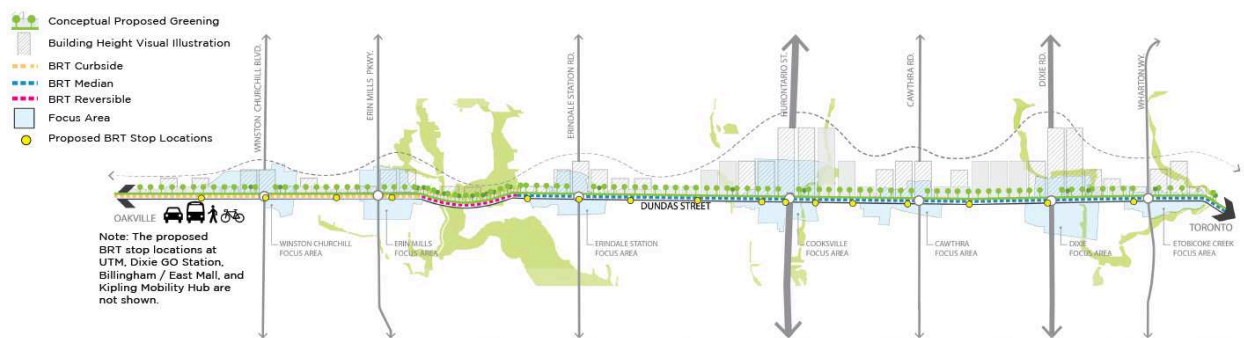 Conceptual Proposed Greening
Building Height Visual Illustration
BRT Curbside
BRT Median
BRT Reversible
Focus Area
Proposed BRT Stop Locations
WINSTON CHURCHILL BLVD.
ERIN MILLS PKWY.
ERINDALE STATION RD.
HURONTARIO ST.
CAWTHRA RD.
DIXIE RD.
WHARTON WY.
OAKVILLE
DUNDAS STREET
TORONTO
Note: The proposed
BRT stop locations at
UTM, Dixie GO Station,
Billingham / East Mall, and
Kipling Mobility Hub are
not shown.
WINSTON CHURCHILL
FOCUS AREA
ERIN MILLS
FOCUS AREA
ERINDALE STATION
FOCUS AREA
COOKSVILLE
FOCUS AREA
CAWTHRA
FOCUS AREA
DIXIE
FOCUS AREA
ETOBICOKE CREEK
FOCUS AREA